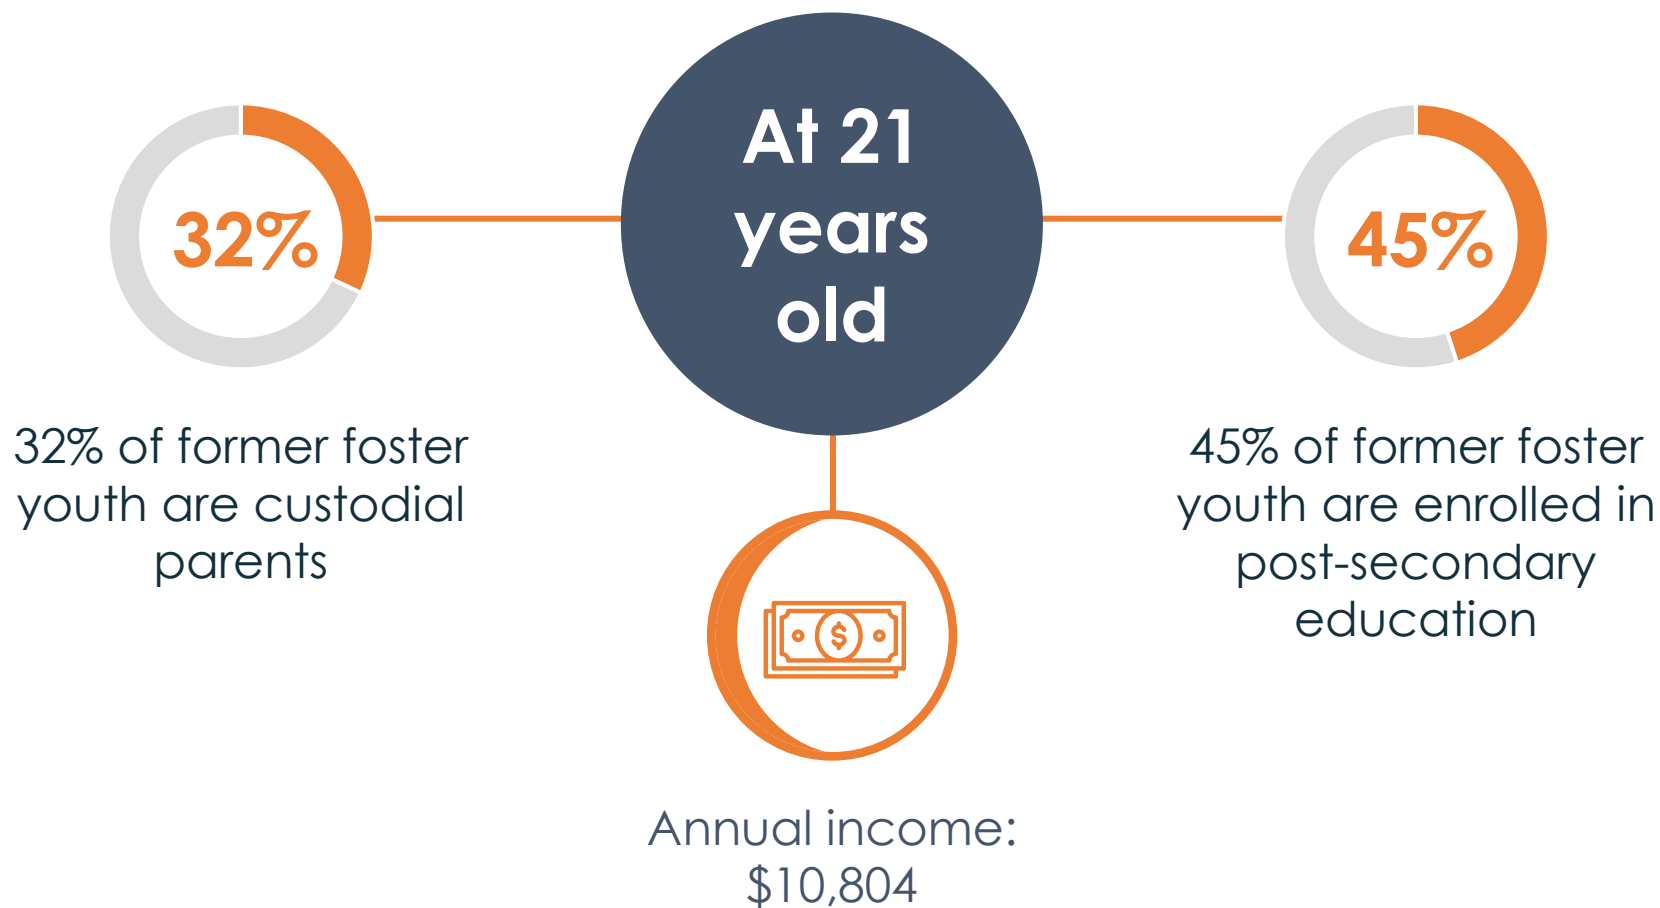 At 21
years
old
32%
32% of former foster
youth are custodial
parents
45%
45% of former foster
youth are enrolled in
post-secondary
education
$
Annual income:
$10,804